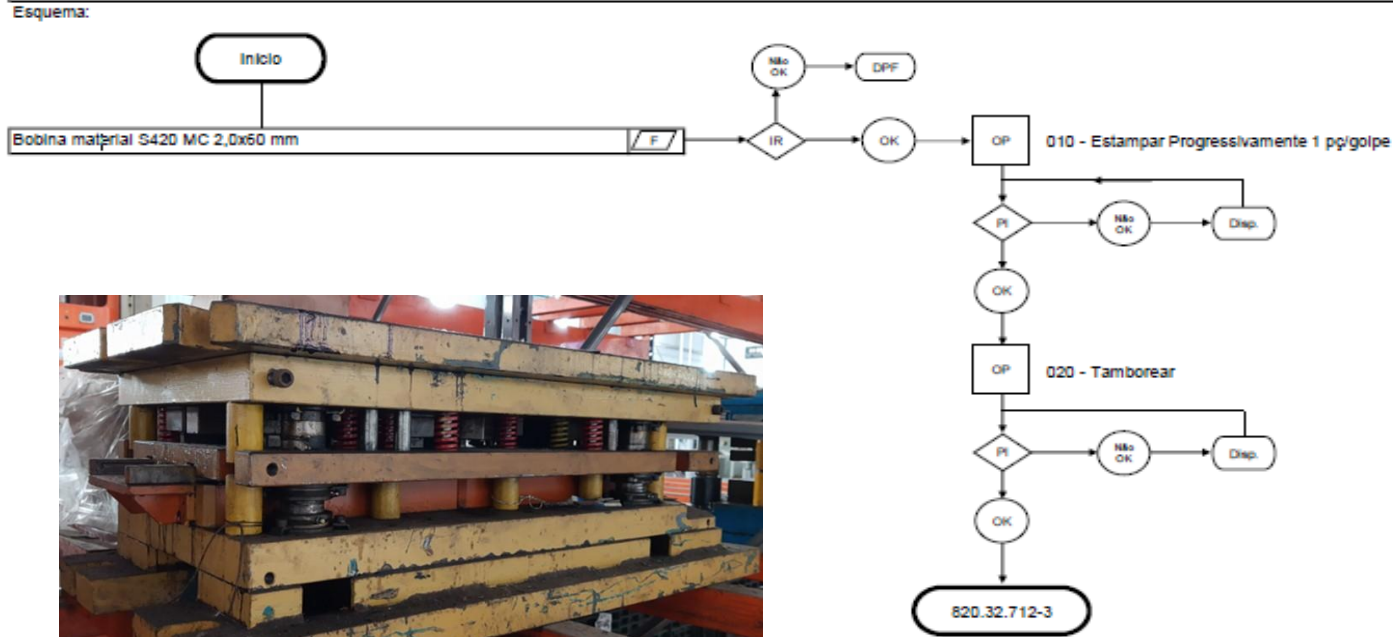 Esquema:
Início
Bobina material S420 MC 2,0x60 mm
F
IR
Não
OK
DPF
OK
OP
010 - Estampar Progressivamente 1 pç/golpe
PI
Não
OK
Disp.
OK
OP
020 - Tamborear
PI
Não
OK
Disp.
OK
820.32.712-3